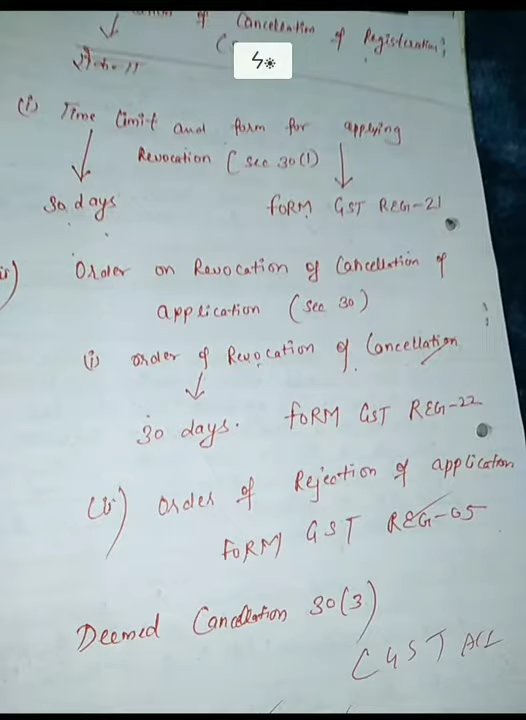 of Cancellation of Registeration;
(i) Time limit and form for applying
Revocation (sec 30(1)
30 days
FORM GST REG-21
Order on Revocation of Cancellation of
application (sec 30)
(i) order of Revocation of Cancellation
30 days. FORM GST REG-22
(ii) Order of Rejection of application
FORM GST REG-05
Deemed Cancellation 30(3)
CGST Act